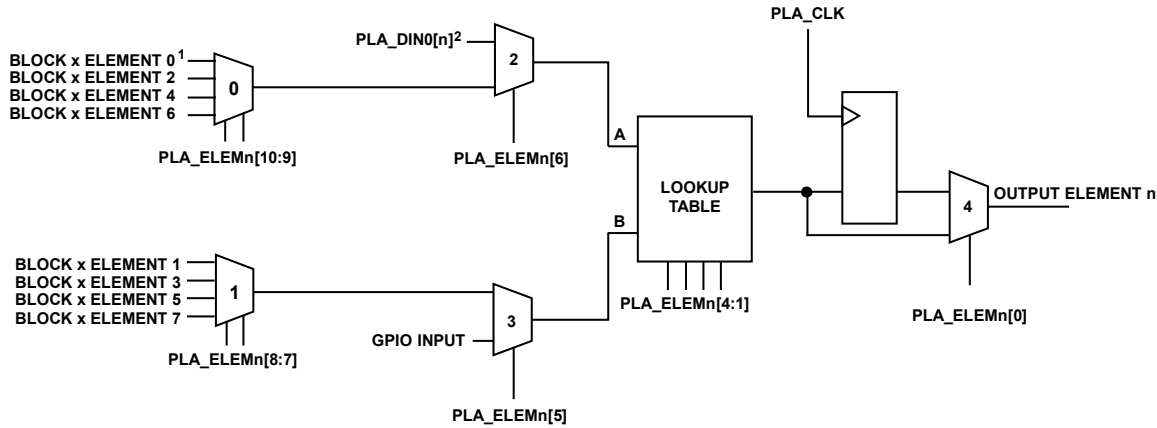 PLA_CLK
PLA_DIN0[n]2
2
BLOCK x ELEMENT 0 1
BLOCK x ELEMENT 2
BLOCK x ELEMENT 4
BLOCK x ELEMENT 6
0
PLA_ELEMn[10:9]
PLA_ELEMn[6]
A
LOOKUP
TABLE
B
4
OUTPUT ELEMENT n
BLOCK x ELEMENT 1
BLOCK x ELEMENT 3
BLOCK x ELEMENT 5
BLOCK x ELEMENT 7
1
PLA_ELEMn[8:7]
3
GPIO INPUT
PLA_ELEMn[4:1]
PLA_ELEMn[0]
PLA_ELEMn[5]